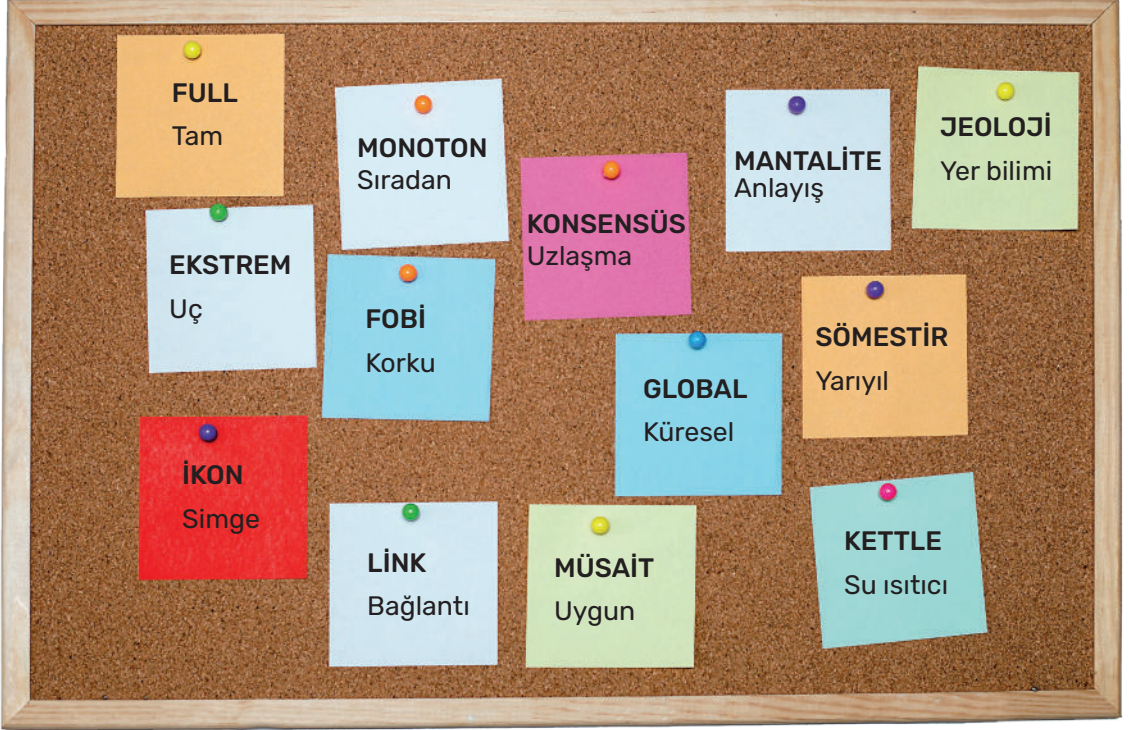 FULL
Tam
MONOTON
Sıradan
KONSENSÜS
Uzlaşma
MANTALİTE
Anlayış
JEOLOJİ
Yer bilimi
EKSTREM
Uç
FOBİ
Korku
GLOBAL
Küresel
SÖMESTİR
Yarıyıl
İKON
Simge
LİNK
Bağlantı
MÜSAİT
Uygun
KETTLE
Su ısıtıcı